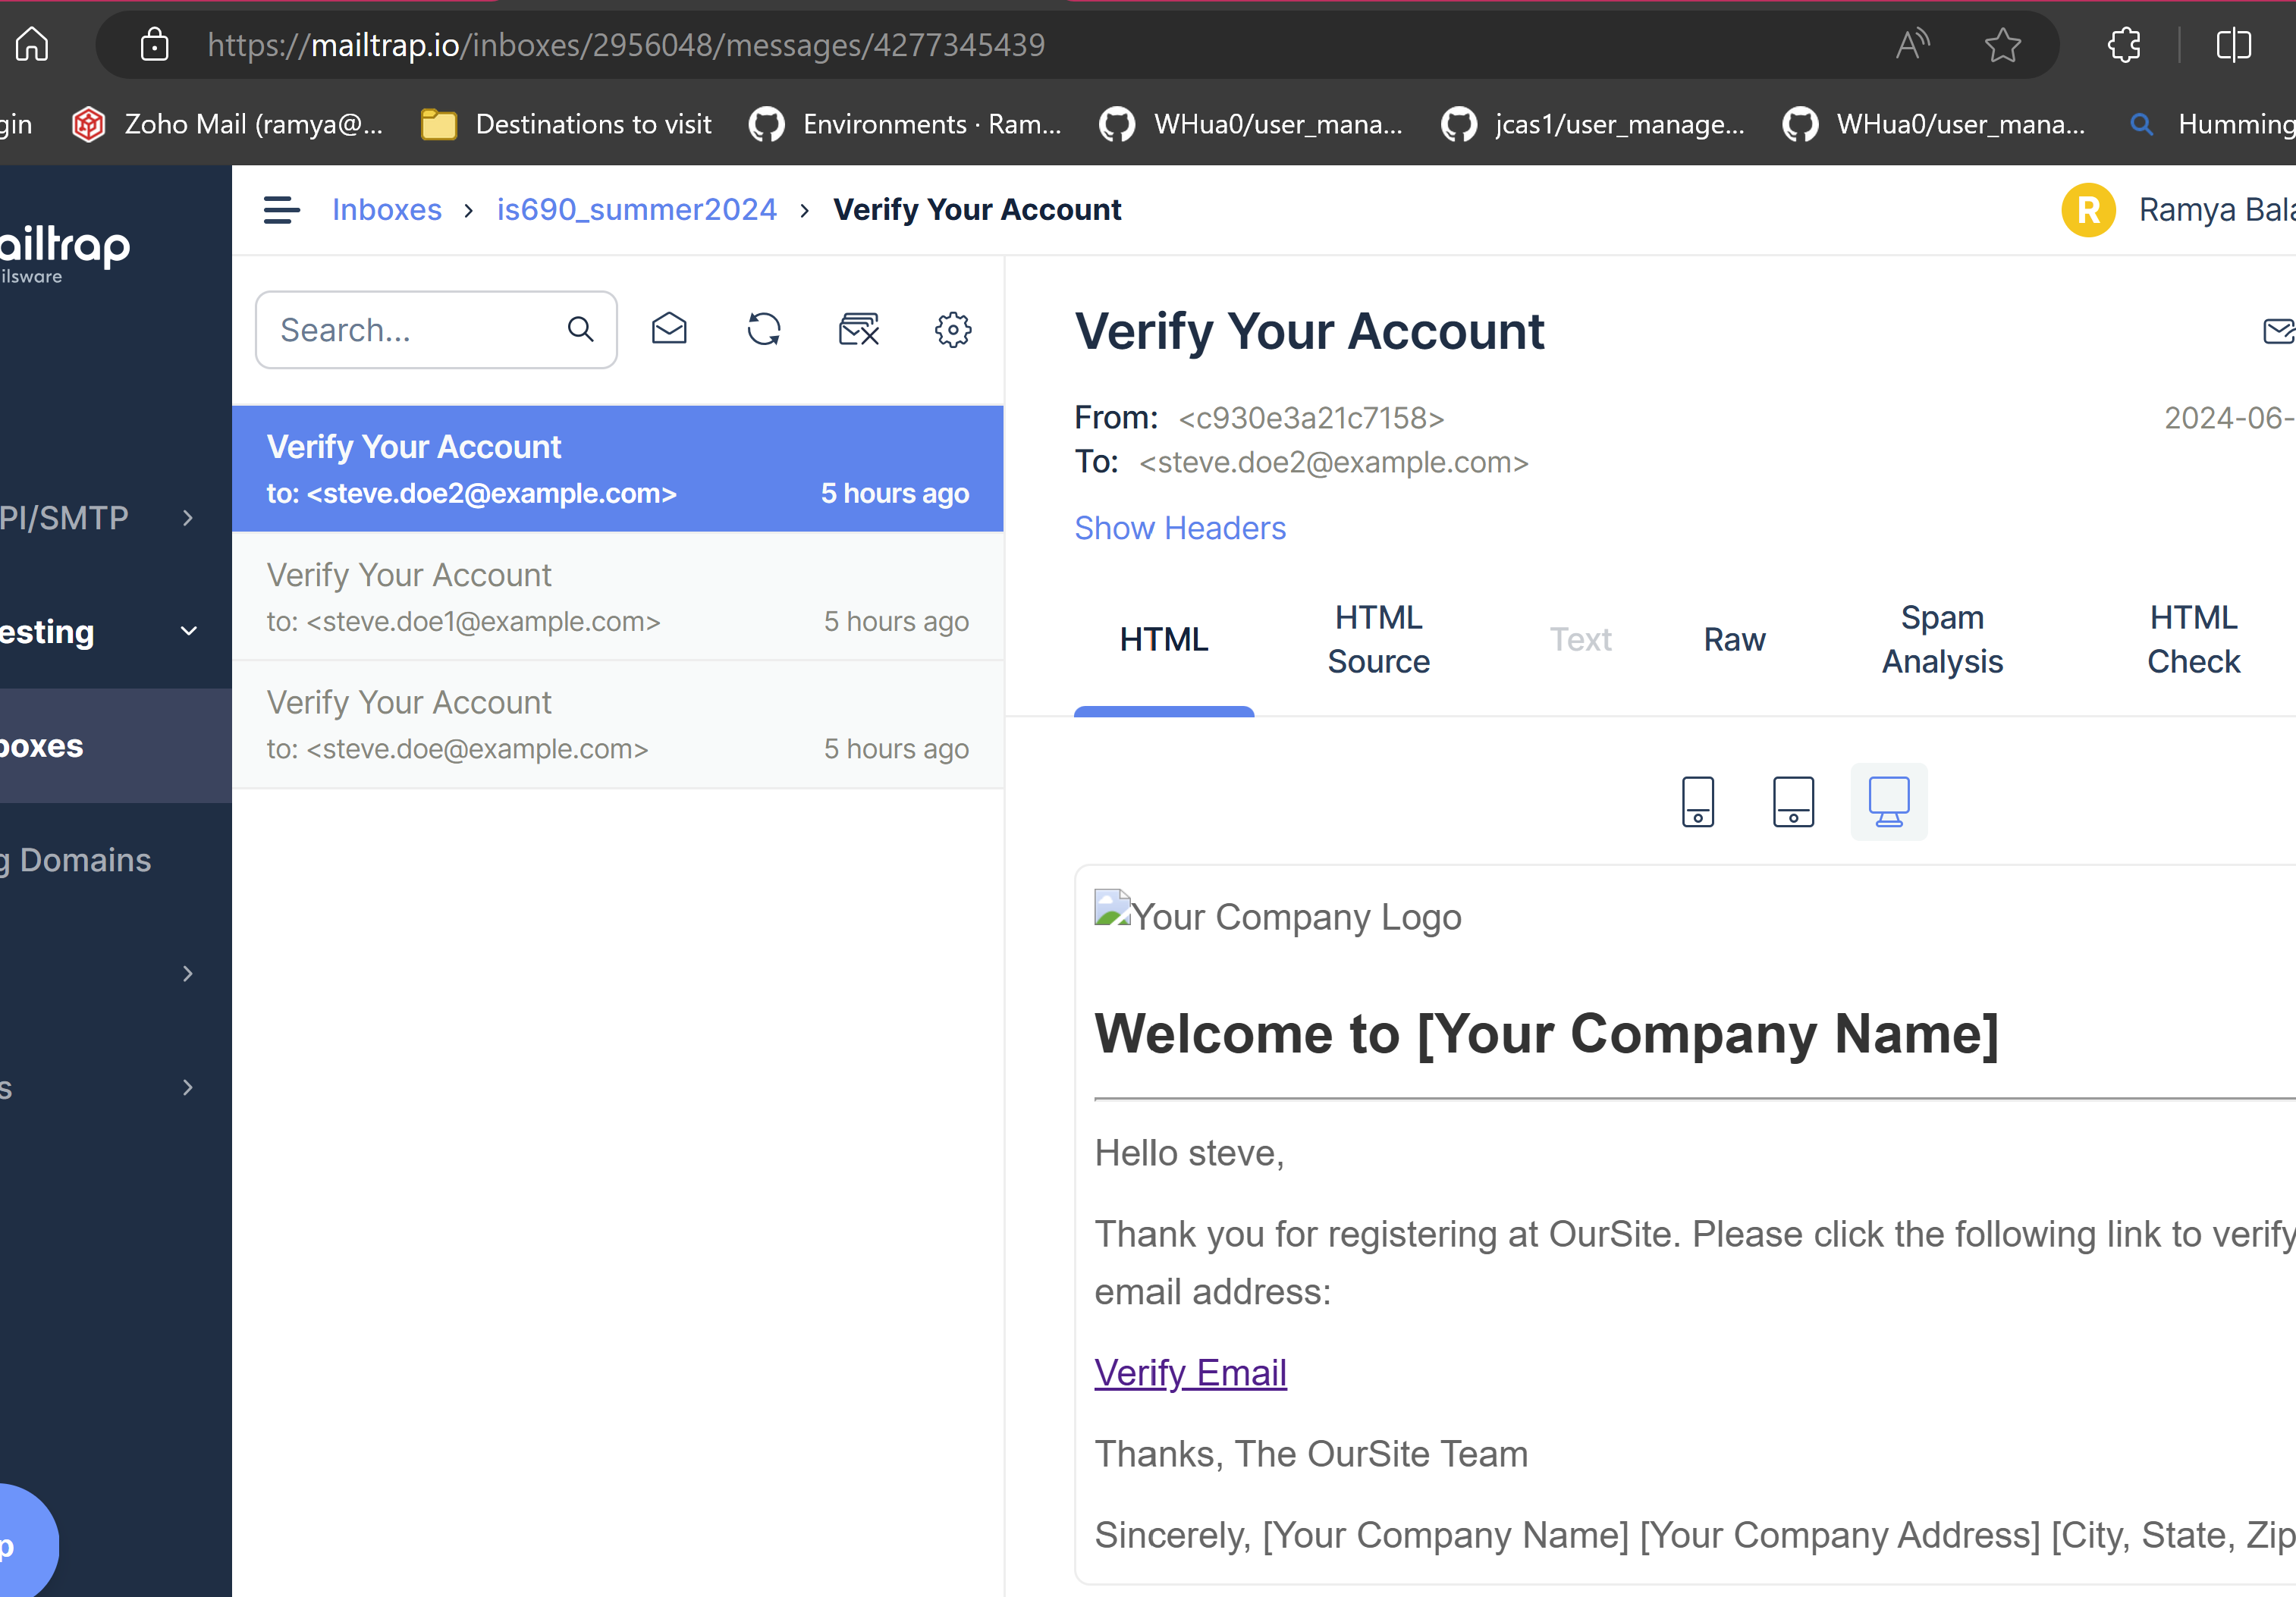 https://mailtrap.io/inboxes/2956048/messages/4277345439
gin Zoho Mail (ramya@... Destinations to visit Environments · Ram... WHua0/user_mana... jcas1/user_manage... WHua0/user_mana... Humming
ailtrap
ilsware
PI/SMTP
esting
boxes
g Domains
s
p
Inboxes › is690_summer2024 › Verify Your Account
R Ramya Bala
Search...
Verify Your Account
to: <steve.doe2@example.com> 5 hours ago
Verify Your Account
to: <steve.doe1@example.com> 5 hours ago
Verify Your Account
to: <steve.doe@example.com> 5 hours ago
Verify Your Account
From: <c930e3a21c7158> 2024-06-
To: <steve.doe2@example.com>
Show Headers
HTML
HTML Source
Text
Raw
Spam Analysis
HTML Check
Your Company Logo
Welcome to [Your Company Name]
Hello steve,
Thank you for registering at OurSite. Please click the following link to verify
email address:
Verify Email
Thanks, The OurSite Team
Sincerely, [Your Company Name] [Your Company Address] [City, State, Zip